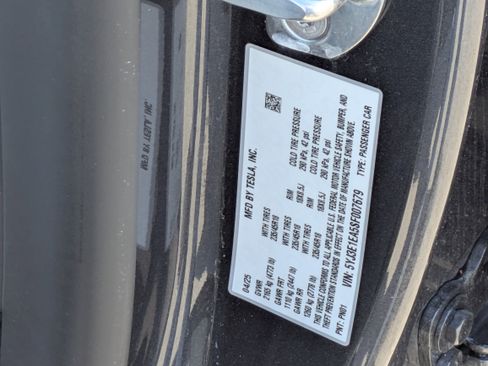 MFD BY TESLA, INC.
04/25
GVWR
2165 kg (4773 lb)
GAWR FRT WITH TIRES RIM COLD TIRE PRESSURE
1110 kg (2447 lb) 235/45R18 18X8.5J 290 kPa, 42 psi
GAWR RR WITH TIRES RIM COLD TIRE PRESSURE
1260 kg (2778 lb) 235/45R18 18X8.5J 290 kPa, 42 psi
THIS VEHICLE CONFORMS TO ALL APPLICABLE U.S. FEDERAL MOTOR VEHICLE SAFETY, BUMPER, AND
THEFT PREVENTION STANDARDS IN EFFECT ON THE DATE OF MANUFACTURE SHOWN ABOVE.
VIN: 5YJ3E1EA5SF007679 TYPE: PASSENGER CAR
PNT: PN01